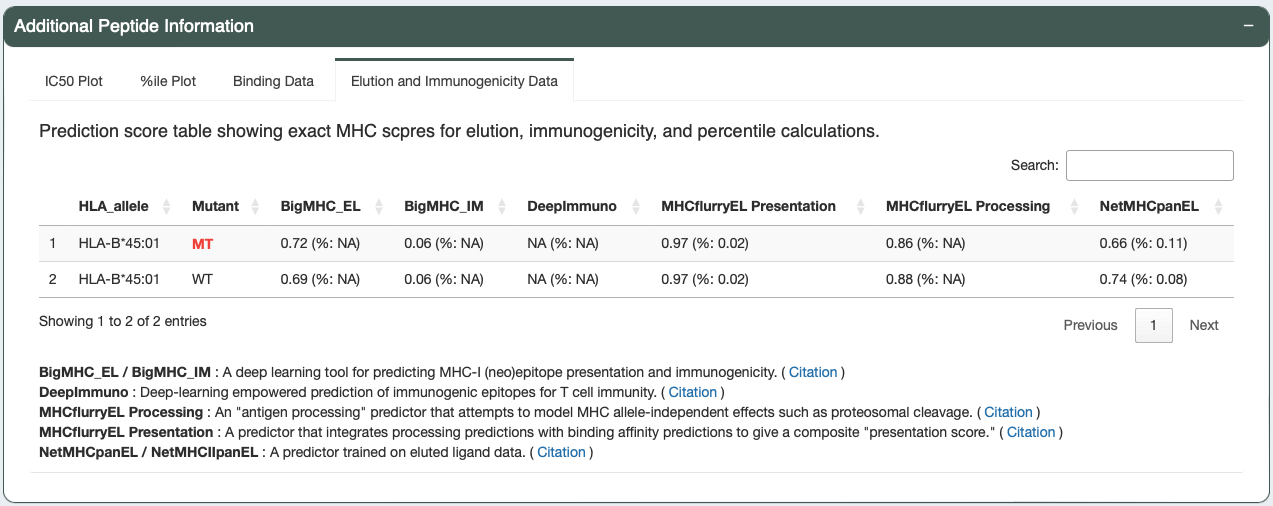 Additional Peptide Information
IC50 Plot %ile Plot Binding Data Elution and Immunogenicity Data
Prediction score table showing exact MHC scpres for elution, immunogenicity, and percentile calculations.
Search:
HLA_allele Mutant BigMHC_EL BigMHC_IM DeepImmuno MHCflurryEL Presentation MHCflurryEL Processing NetMHCpanEL
1 HLA-B*45:01 MT 0.72 (%: NA) 0.06 (%: NA) NA (%: NA) 0.97 (%: 0.02) 0.86 (%: NA) 0.66 (%: 0.11)
2 HLA-B*45:01 WT 0.69 (%: NA) 0.06 (%: NA) NA (%: NA) 0.97 (%: 0.02) 0.88 (%: NA) 0.74 (%: 0.08)
Showing 1 to 2 of 2 entries
Previous 1 Next
BigMHC_EL / BigMHC_IM : A deep learning tool for predicting MHC-I (neo)epitope presentation and immunogenicity. ( Citation )
DeepImmuno : Deep-learning empowered prediction of immunogenic epitopes for T cell immunity. ( Citation )
MHCflurryEL Processing : An "antigen processing" predictor that attempts to model MHC allele-independent effects such as proteosomal cleavage. ( Citation )
MHCflurryEL Presentation : A predictor that integrates processing predictions with binding affinity predictions to give a composite "presentation score." ( Citation )
NetMHCpanEL / NetMHCIIpanEL : A predictor trained on eluted ligand data. ( Citation )